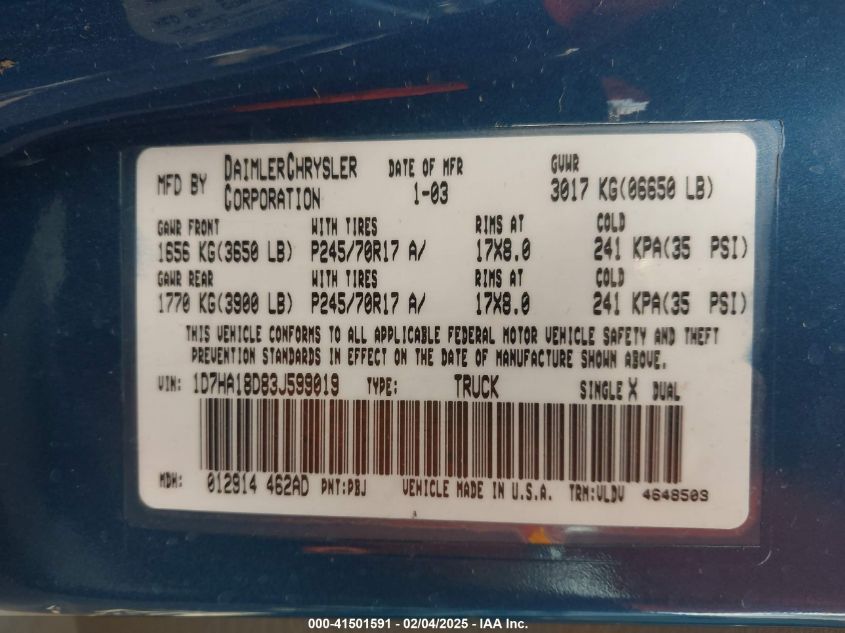 MFD BY DAIMLERCHRYSLER CORPORATION DATE OF MFR 1-03 GVWR 3017 KG(06650 LB)
GAWR FRONT WITH TIRES RIMS AT COLD
1656 KG(3650 LB) P245/70R17 A/ 17X8.0 241 KPA(35 PSI)
GAWR REAR WITH TIRES RIMS AT COLD
1770 KG(3900 LB) P245/70R17 A/ 17X8.0 241 KPA(35 PSI)
THIS VEHICLE CONFORMS TO ALL APPLICABLE FEDERAL MOTOR VEHICLE SAFETY AND THEFT
PREVENTION STANDARDS IN EFFECT ON THE DATE OF MANUFACTURE SHOWN ABOVE.
VIN: 1D7HA18D83J599019 TYPE: TRUCK SINGLE X DUAL
MDH: 012914 462AD PNT:PBJ VEHICLE MADE IN U.S.A. TRM:VLDV 4648503
000-41501591 - 02/04/2025 - IAA Inc.